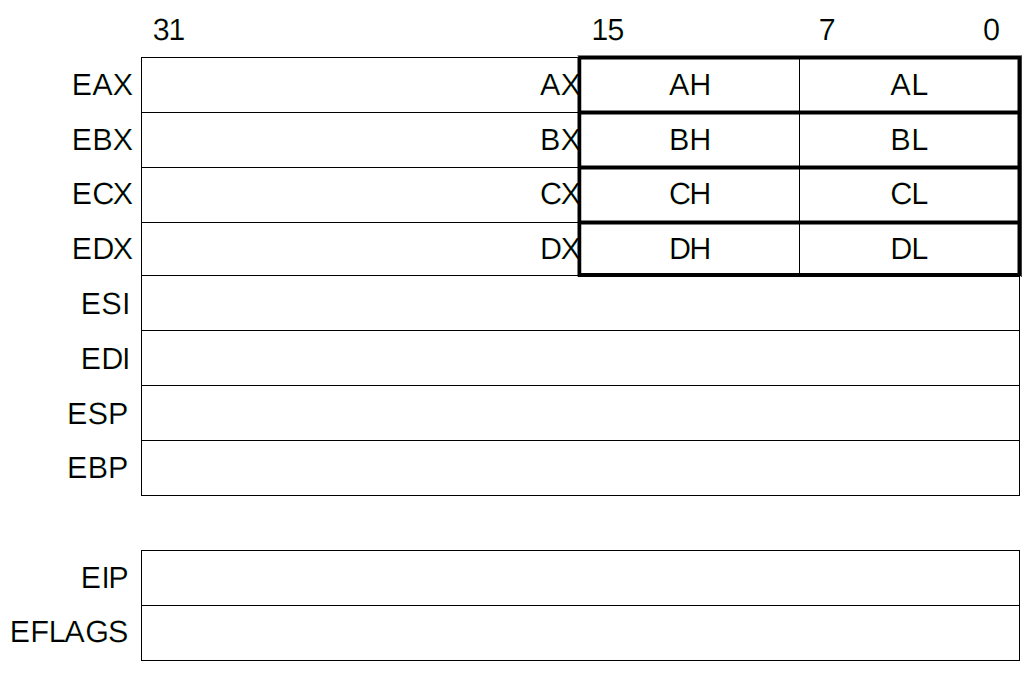 31 15 7 0
EAX AX AH AL
EBX BX BH BL
ECX CX CH CL
EDX DX DH DL
ESI
EDI
ESP
EBP
EIP
EFLAGS